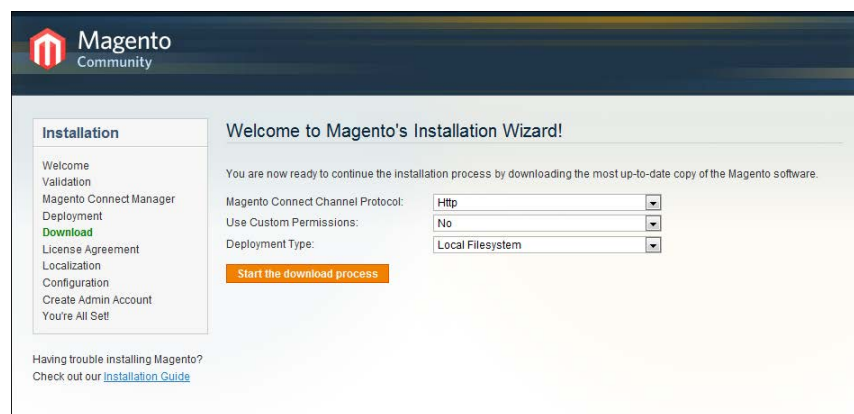 Magento
Community
Installation
Welcome
Validation
Magento Connect Manager
Deployment
Download
License Agreement
Localization
Configuration
Create Admin Account
You're All Set!
Having trouble installing Magento?
Check out our Installation Guide
Welcome to Magento's Installation Wizard!
You are now ready to continue the installation process by downloading the most up-to-date copy of the Magento software.
Magento Connect Channel Protocol: Http
Use Custom Permissions: No
Deployment Type: Local Filesystem
Start the download process